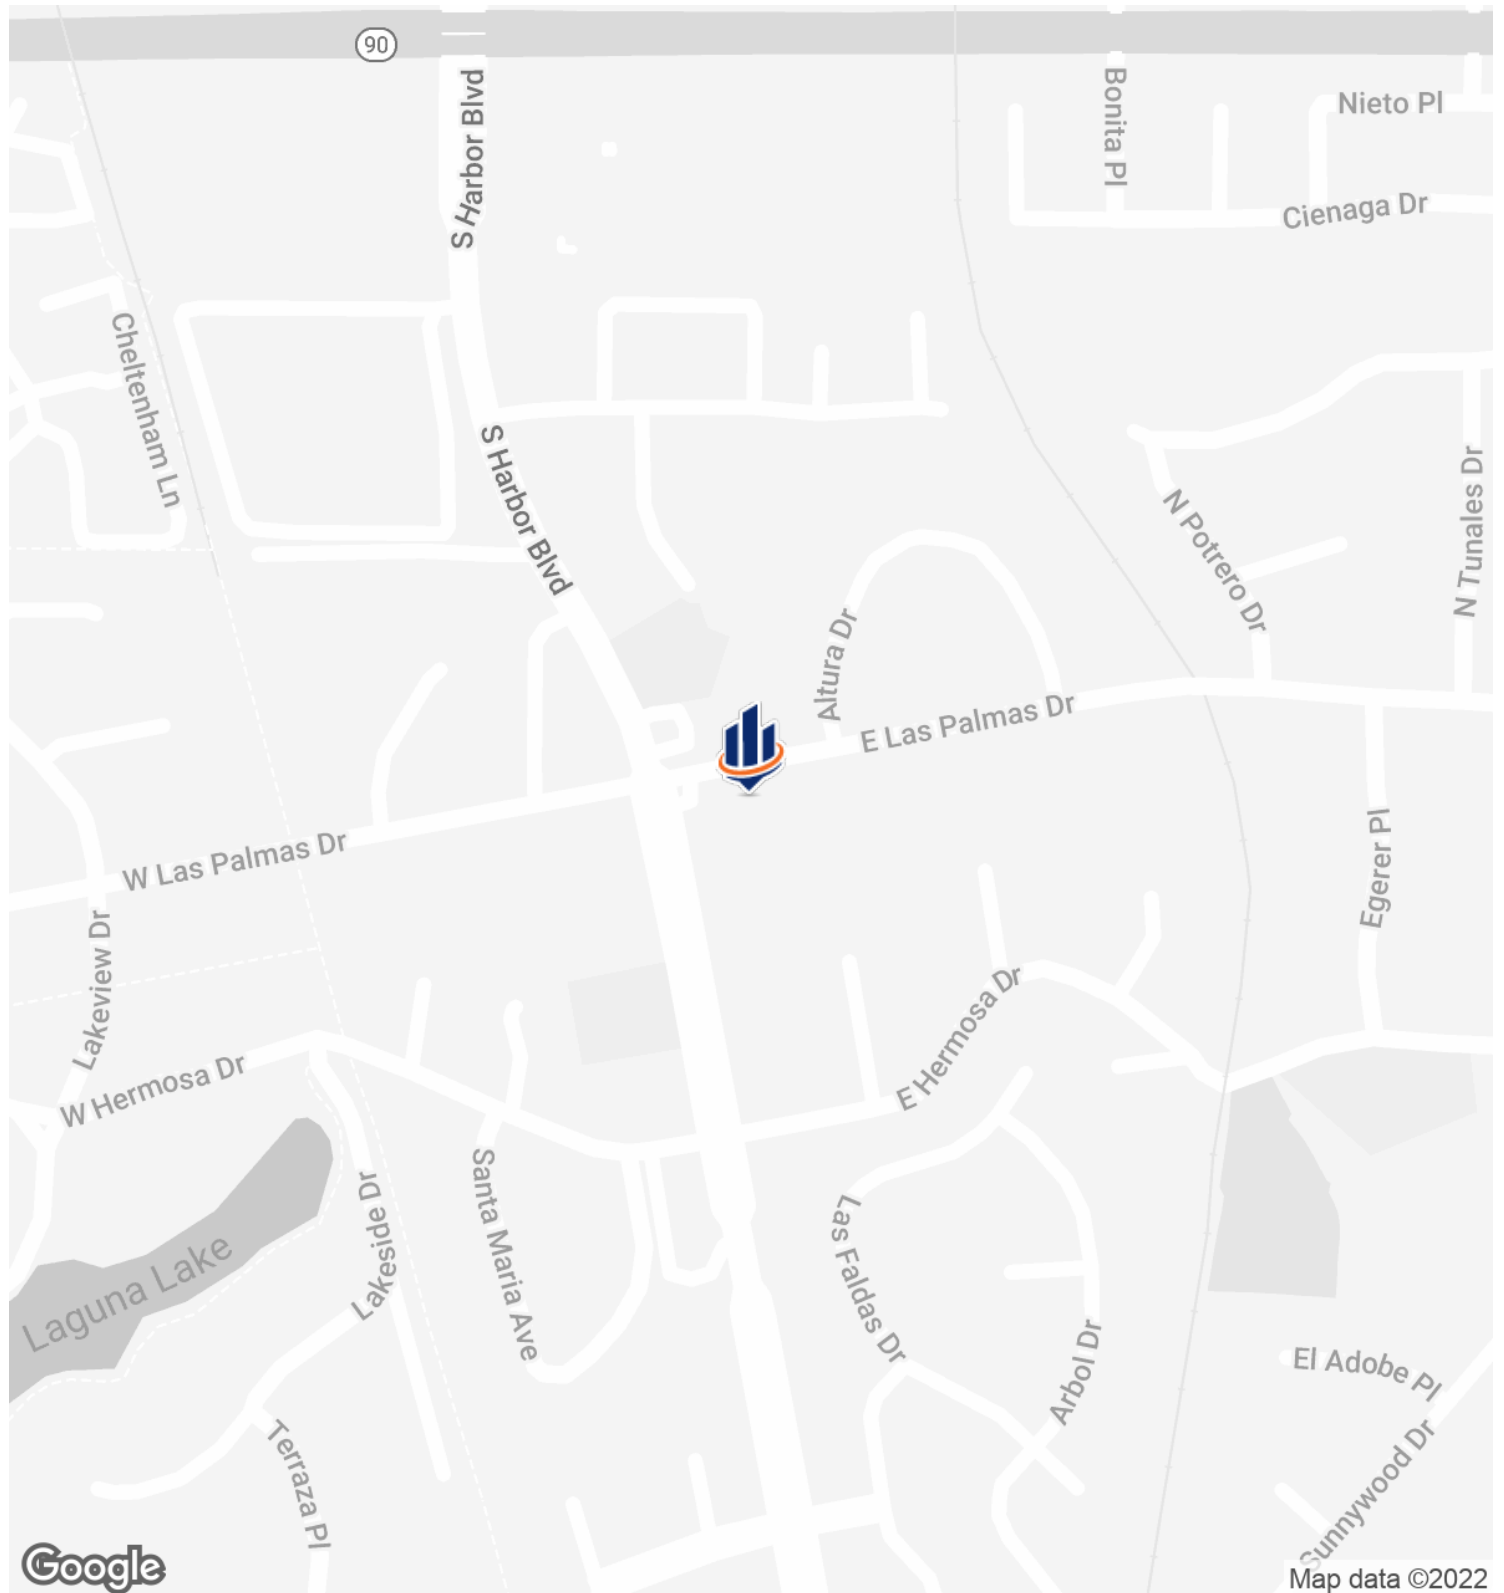 90
S Harbor Blvd
Bonita Pl
Nieto Pl
Cienaga Dr
Cheltenham Ln
S Harbor Blvd
N Potrero Dr
N Tunales Dr
Altura Dr
E Las Palmas Dr
W Las Palmas Dr
Egerer Pl
Lakeview Dr
E Hermosa Dr
W Hermosa Dr
Lakeside Dr
Santa Maria Ave
Las Faldas Dr
Laguna Lake
Arbol Dr
El Adobe Pl
Terraza Pl
Sunnywood Dr
Google
Map data ©2022